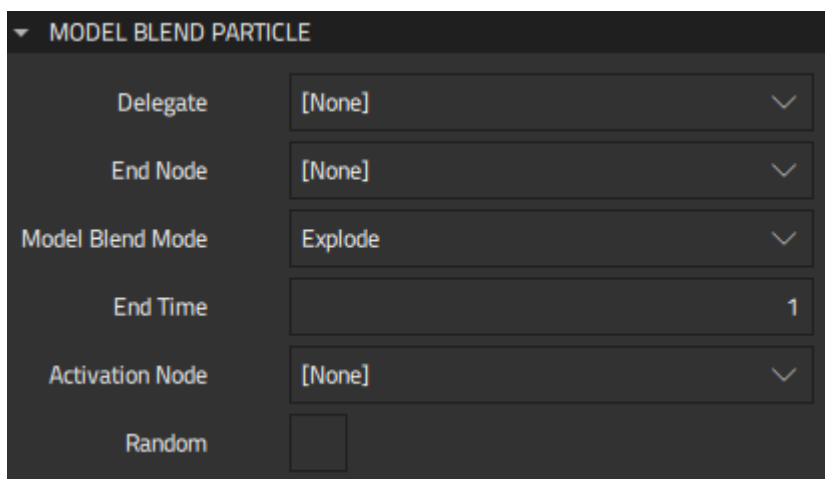 MODEL BLEND PARTICLE
Delegate [None]
End Node [None]
Model Blend Mode Explode
End Time 1
Activation Node [None]
Random